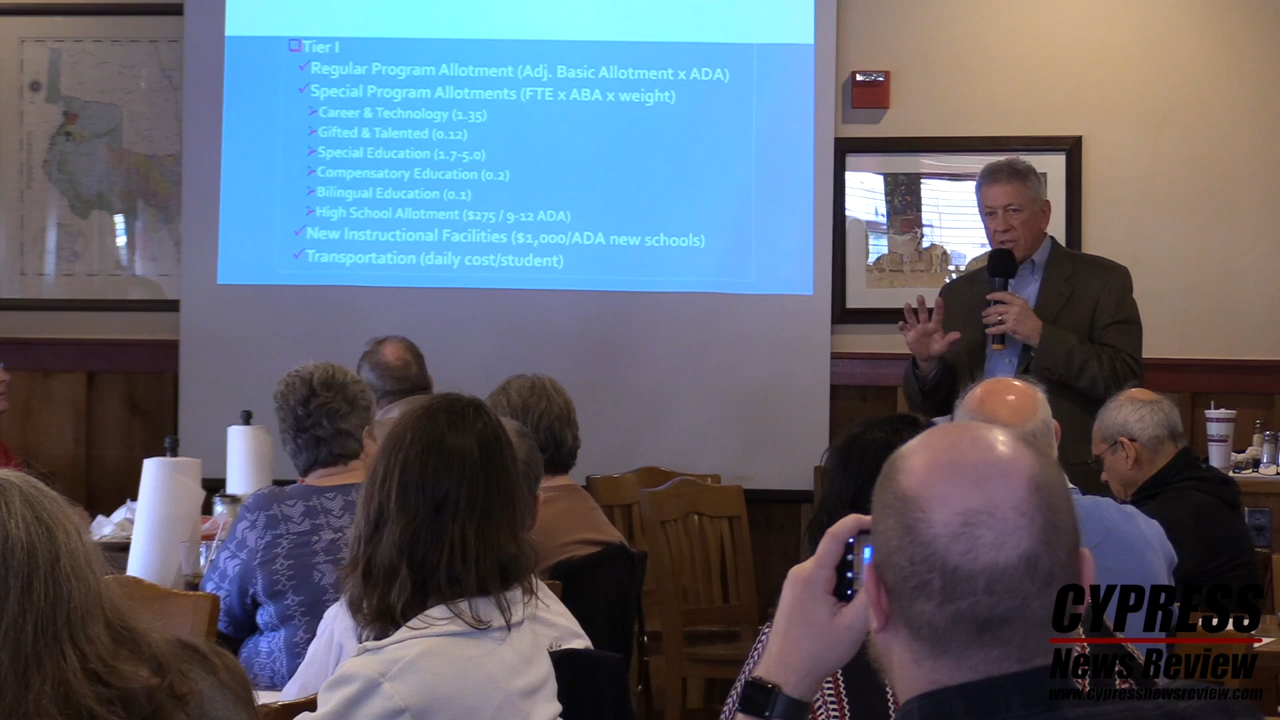 Tier I
Regular Program Allotment (Adj. Basic Allotment x ADA)
Special Program Allotments (FTE x ABA x weight)
Career & Technology (1.35)
Gifted & Talented (0.12)
Special Education (1.7-5.0)
Compensatory Education (0.2)
Bilingual Education (0.1)
High School Allotment ($275 / 9-12 ADA)
New Instructional Facilities ($1,000/ADA new schools)
Transportation (daily cost/student)
CYPRESS
News Review
www.cypressnewsreview.com